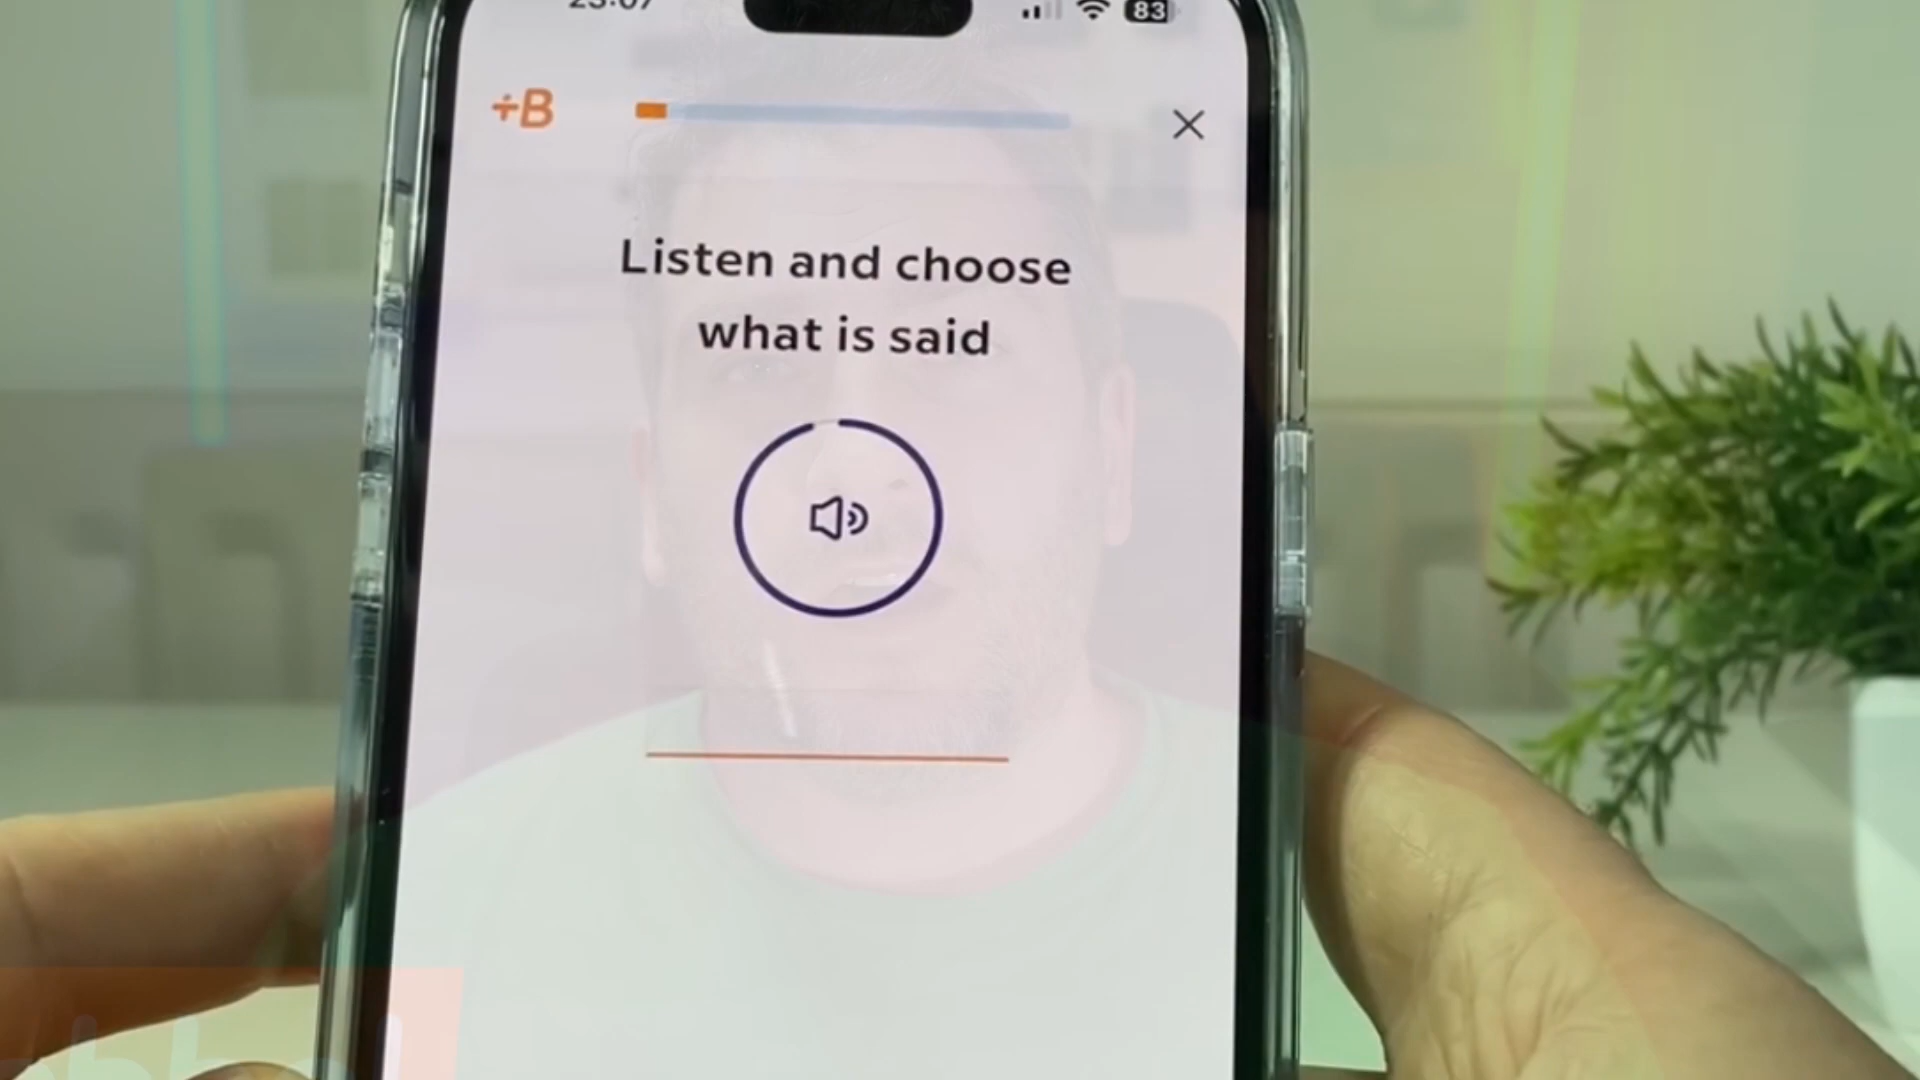 23:07
83
+B
Listen and choose
what is said